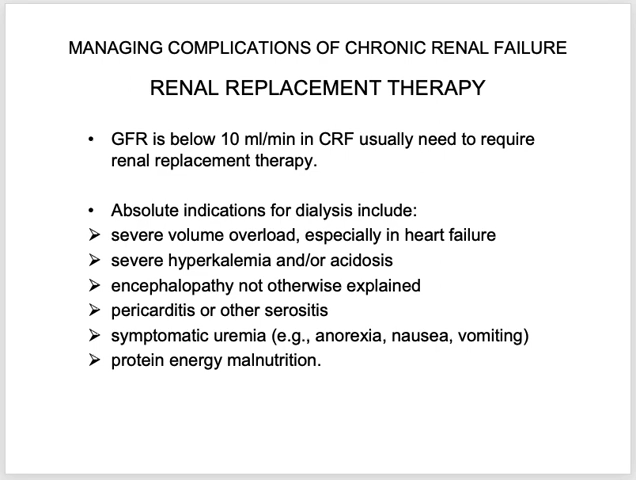 MANAGING COMPLICATIONS OF CHRONIC RENAL FAILURE
RENAL REPLACEMENT THERAPY
• GFR is below 10 ml/min in CRF usually need to require
renal replacement therapy.
• Absolute indications for dialysis include:
➢ severe volume overload, especially in heart failure
➢ severe hyperkalemia and/or acidosis
➢ encephalopathy not otherwise explained
➢ pericarditis or other serositis
➢ symptomatic uremia (e.g., anorexia, nausea, vomiting)
➢ protein energy malnutrition.